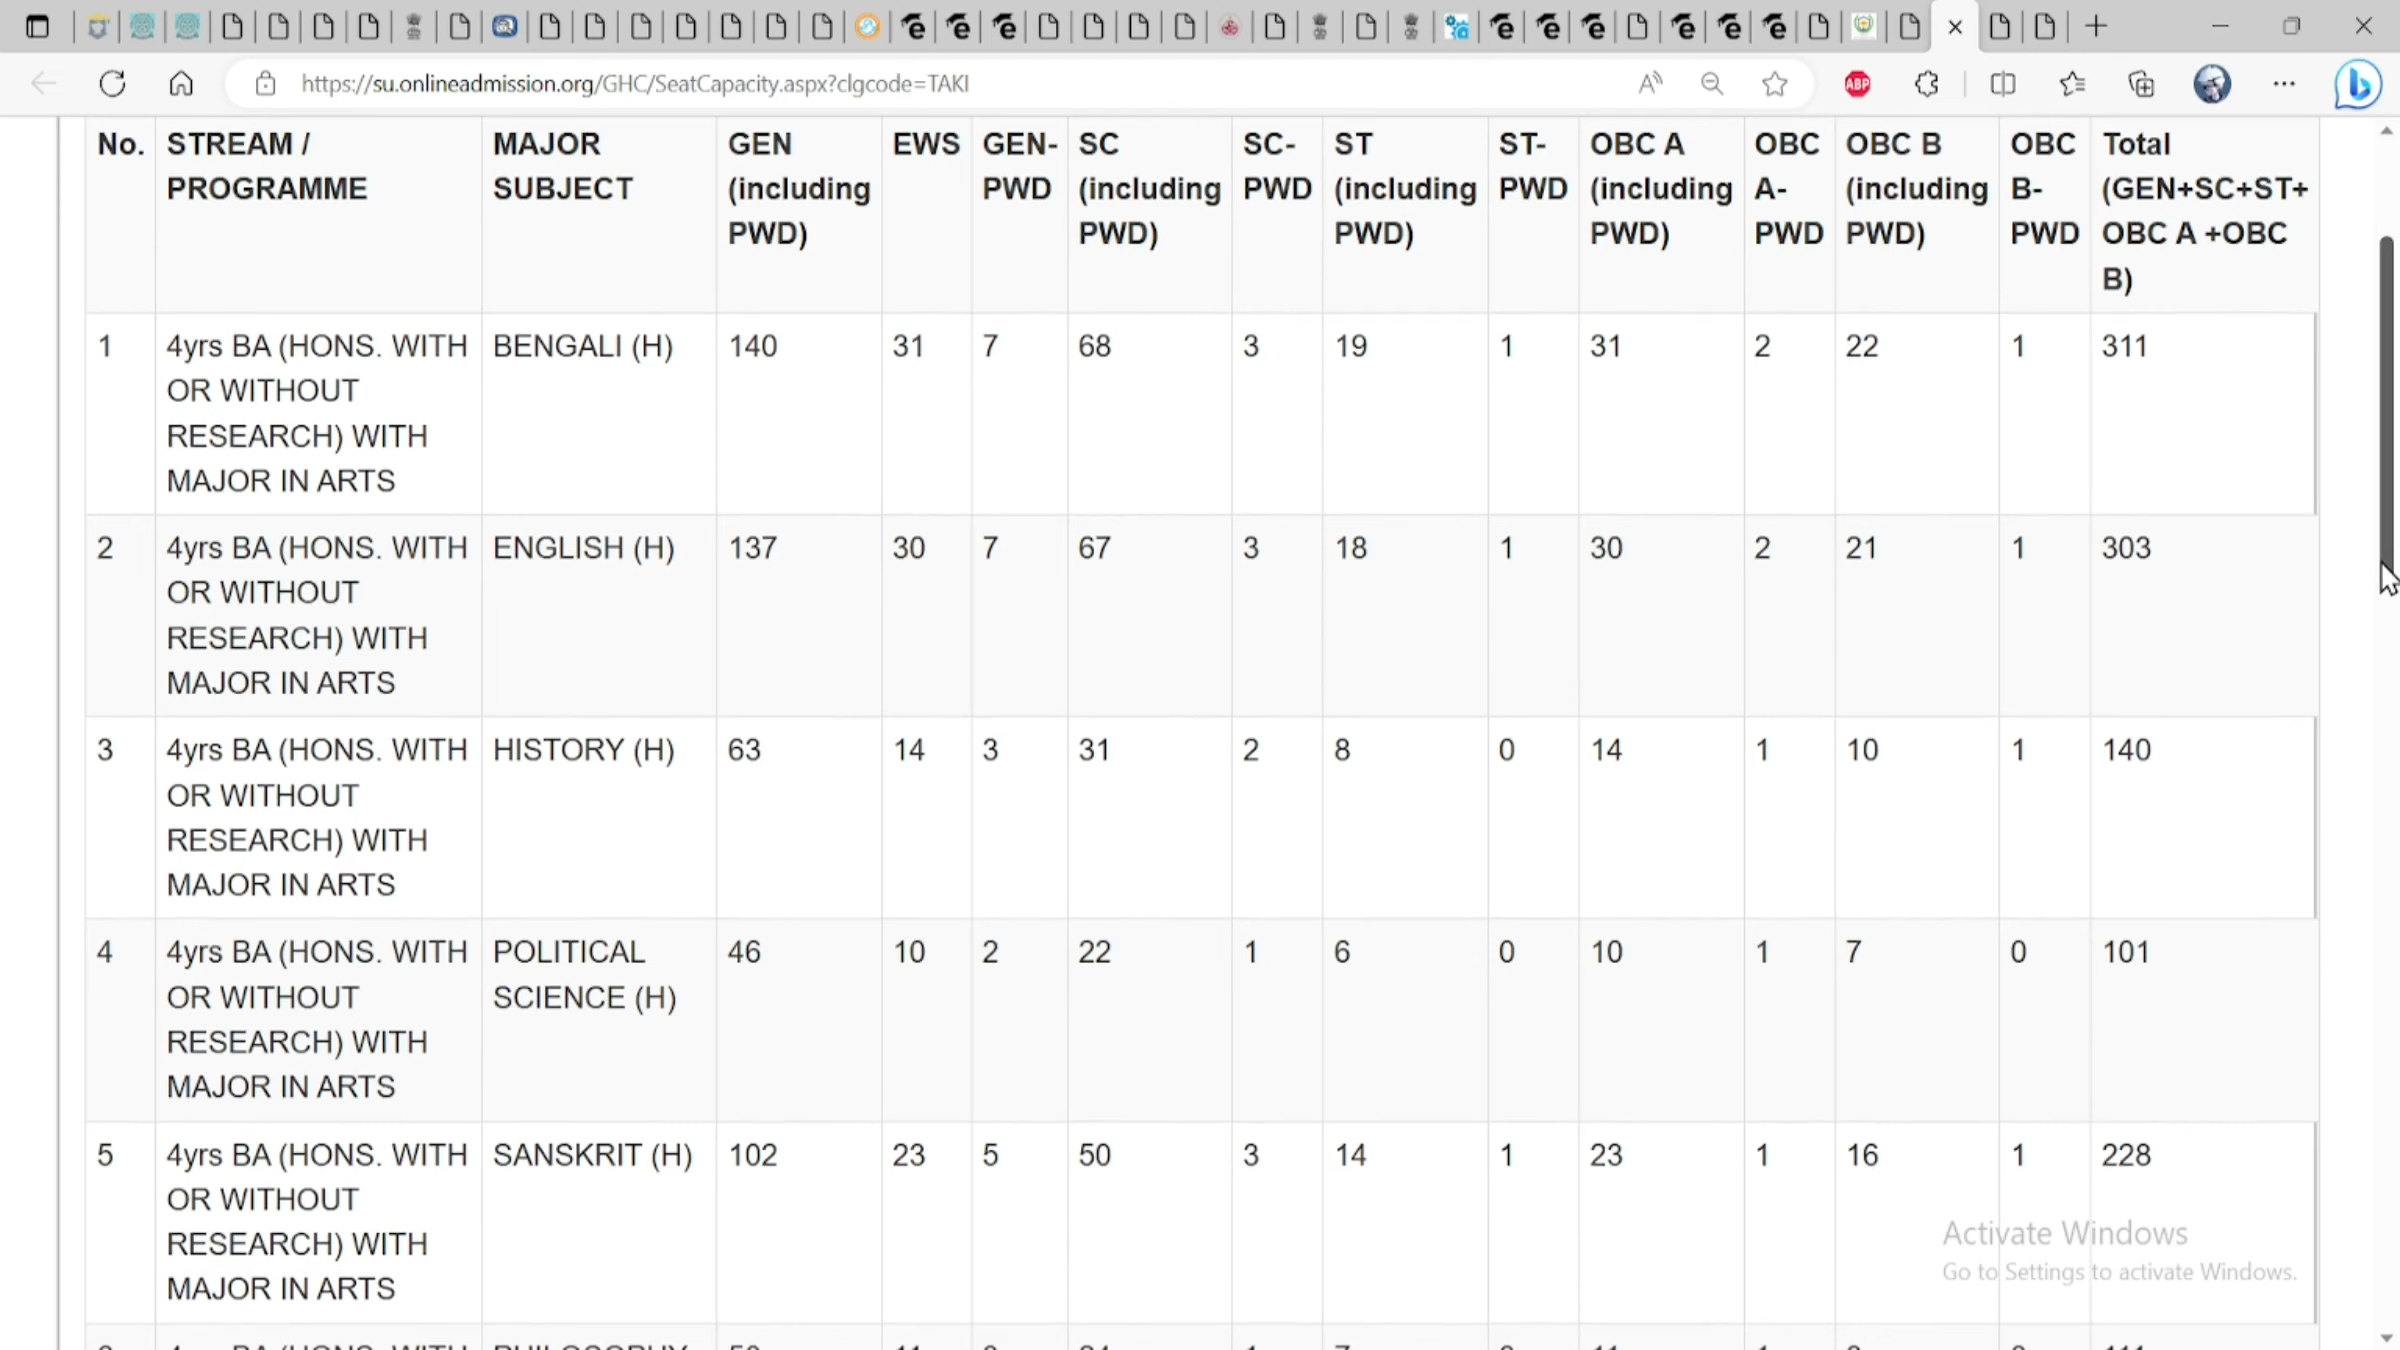 https://su.onlineadmission.org/GHC/SeatCapacity.aspx?clgcode=TAKI
ABP
No. STREAM / PROGRAMME MAJOR SUBJECT GEN (including PWD) EWS GEN-PWD SC (including PWD) SC-PWD ST (including PWD) ST-PWD OBC A (including PWD) OBC A-PWD OBC B (including PWD) OBC B-PWD Total (GEN+SC+ST+ OBC A +OBC B)
1 4yrs BA (HONS. WITH BENGALI (H) 140 31 7 68 3 19 1 31 2 22 1 311
OR WITHOUT
RESEARCH) WITH
MAJOR IN ARTS
2 4yrs BA (HONS. WITH ENGLISH (H) 137 30 7 67 3 18 1 30 2 21 1 303
OR WITHOUT
RESEARCH) WITH
MAJOR IN ARTS
3 4yrs BA (HONS. WITH HISTORY (H) 63 14 3 31 2 8 0 14 1 10 1 140
OR WITHOUT
RESEARCH) WITH
MAJOR IN ARTS
4 4yrs BA (HONS. WITH POLITICAL 46 10 2 22 1 6 0 10 1 7 0 101
OR WITHOUT SCIENCE (H)
RESEARCH) WITH
MAJOR IN ARTS
5 4yrs BA (HONS. WITH SANSKRIT (H) 102 23 5 50 3 14 1 23 1 16 1 228
OR WITHOUT
RESEARCH) WITH
MAJOR IN ARTS
Activate Windows
Go to Settings to activate Windows.